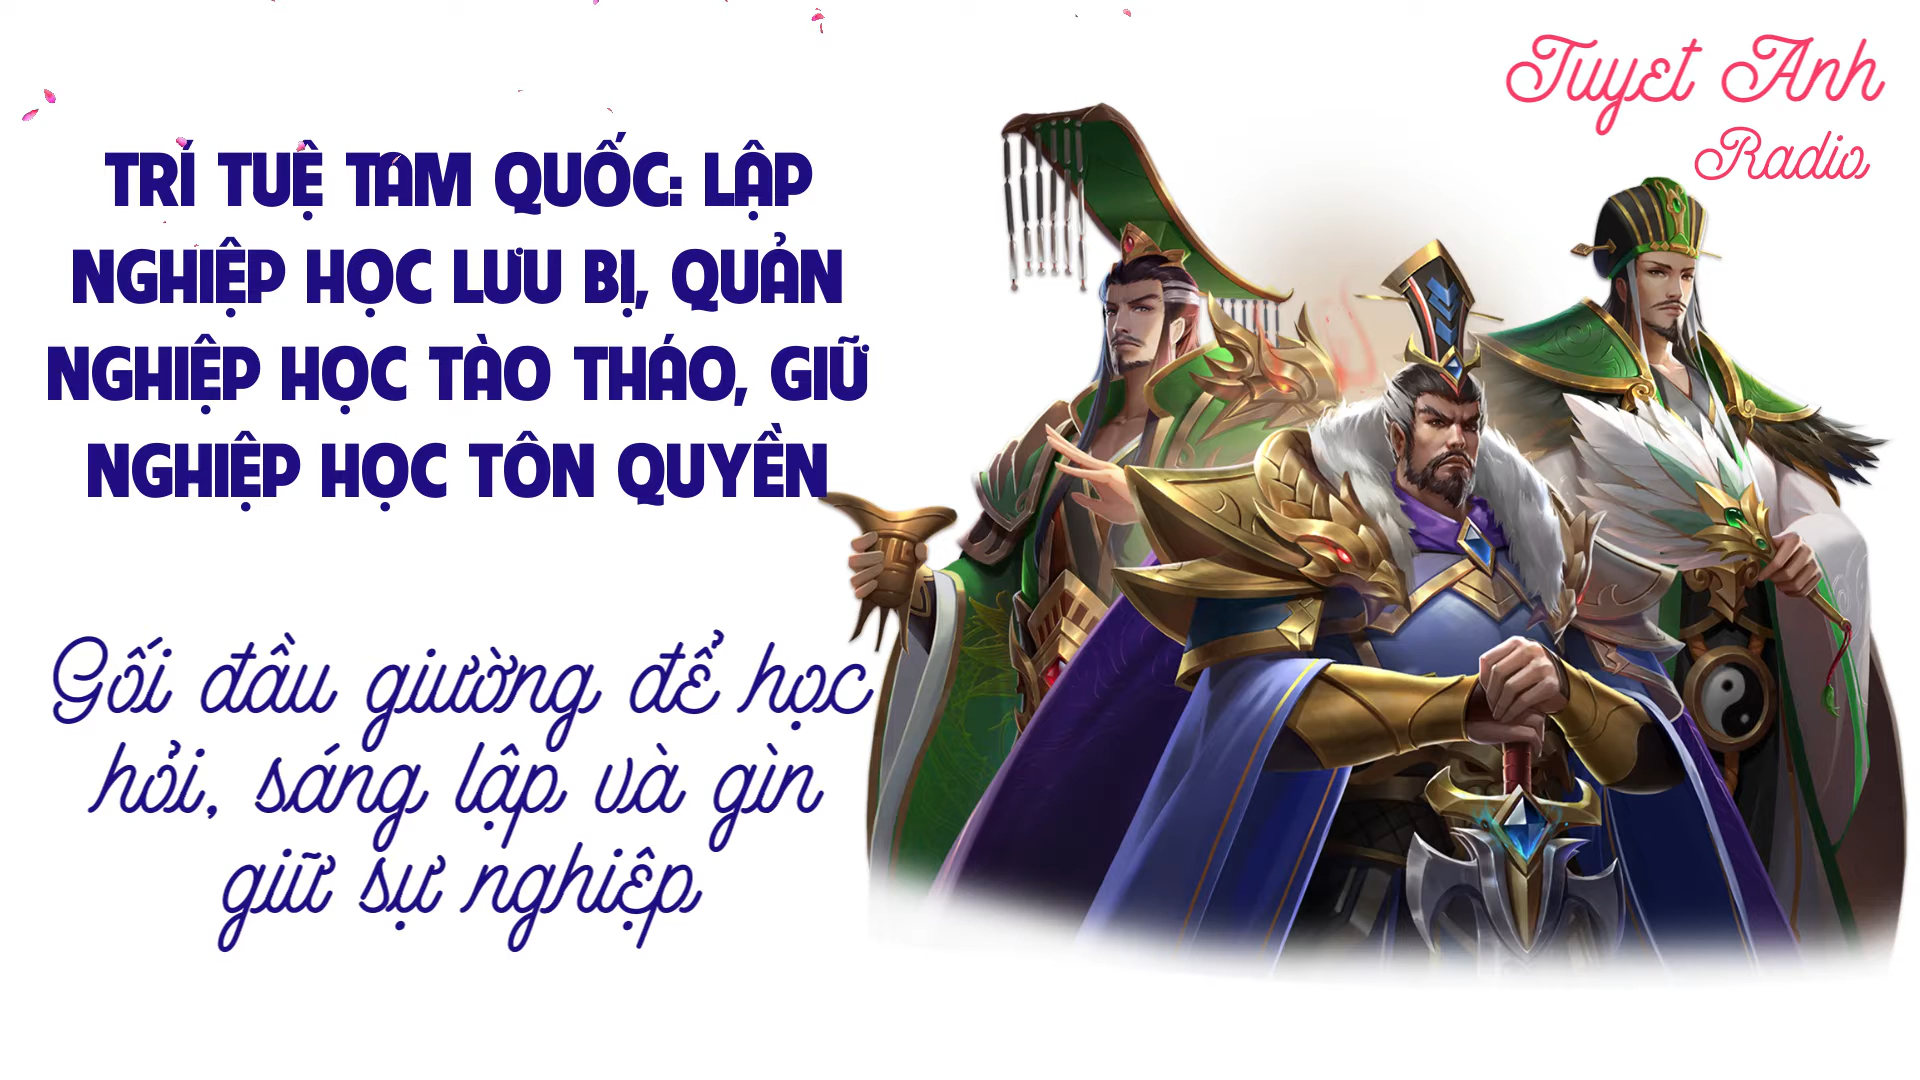 Tuyet Anh
Radio
TRÍ TUỆ TAM QUỐC: LẬP
NGHIỆP HỌC LƯU BỊ, QUẢN
NGHIỆP HỌC TÀO THÁO, GIỮ
NGHIỆP HỌC TÔN QUYỀN
Gối đầu giường để học
hỏi, sáng lập và gìn
giữ sự nghiệp